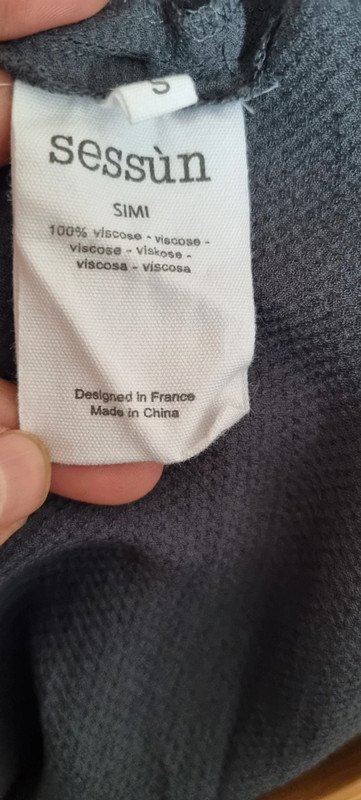 S
sessùn
SIMI
100% viscose - viscose -
viscose - viskose -
viscosa - viscosa
Designed in France
Made in China